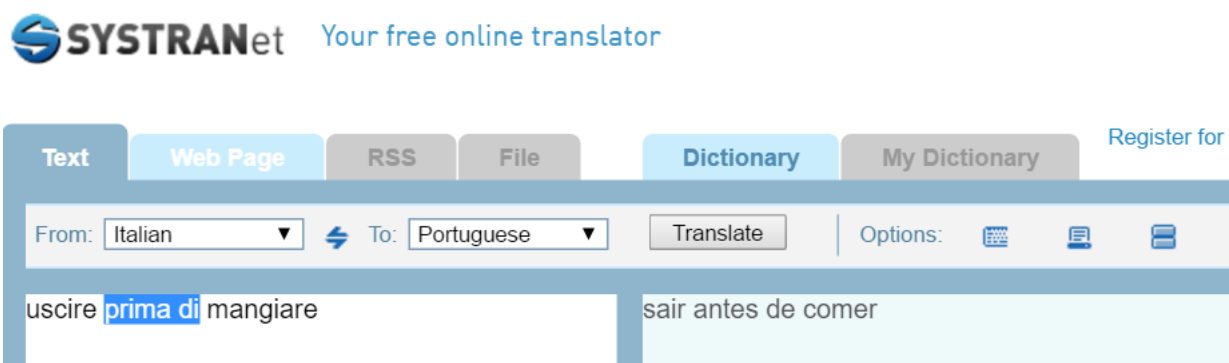 SYSTRANet Your free online translator
Register for
Text Web Page RSS File Dictionary My Dictionary
From: Italian To: Portuguese Translate Options:
uscire prima di mangiare
sair antes de comer